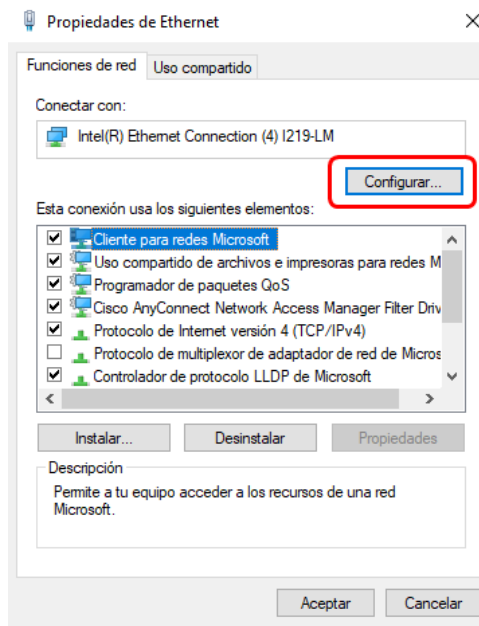 Propiedades de Ethernet
Funciones de red
Uso compartido
Conectar con:
Intel(R) Ethernet Connection (4) I219-LM
Configurar...
Esta conexión usa los siguientes elementos:
Cliente para redes Microsoft
Uso compartido de archivos e impresoras para redes M
Programador de paquetes QoS
Cisco AnyConnect Network Access Manager Filter Driv
Protocolo de Internet versión 4 (TCP/IPv4)
Protocolo de multiplexor de adaptador de red de Micros
Controlador de protocolo LLDP de Microsoft
Instalar...
Desinstalar
Propiedades
Descripción
Permite a tu equipo acceder a los recursos de una red
Microsoft.
Aceptar
Cancelar